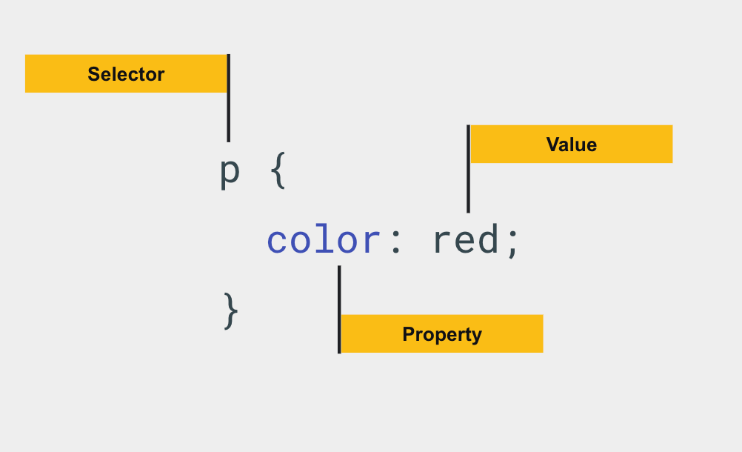 Selector
Value
p {
color: red;
}
Property